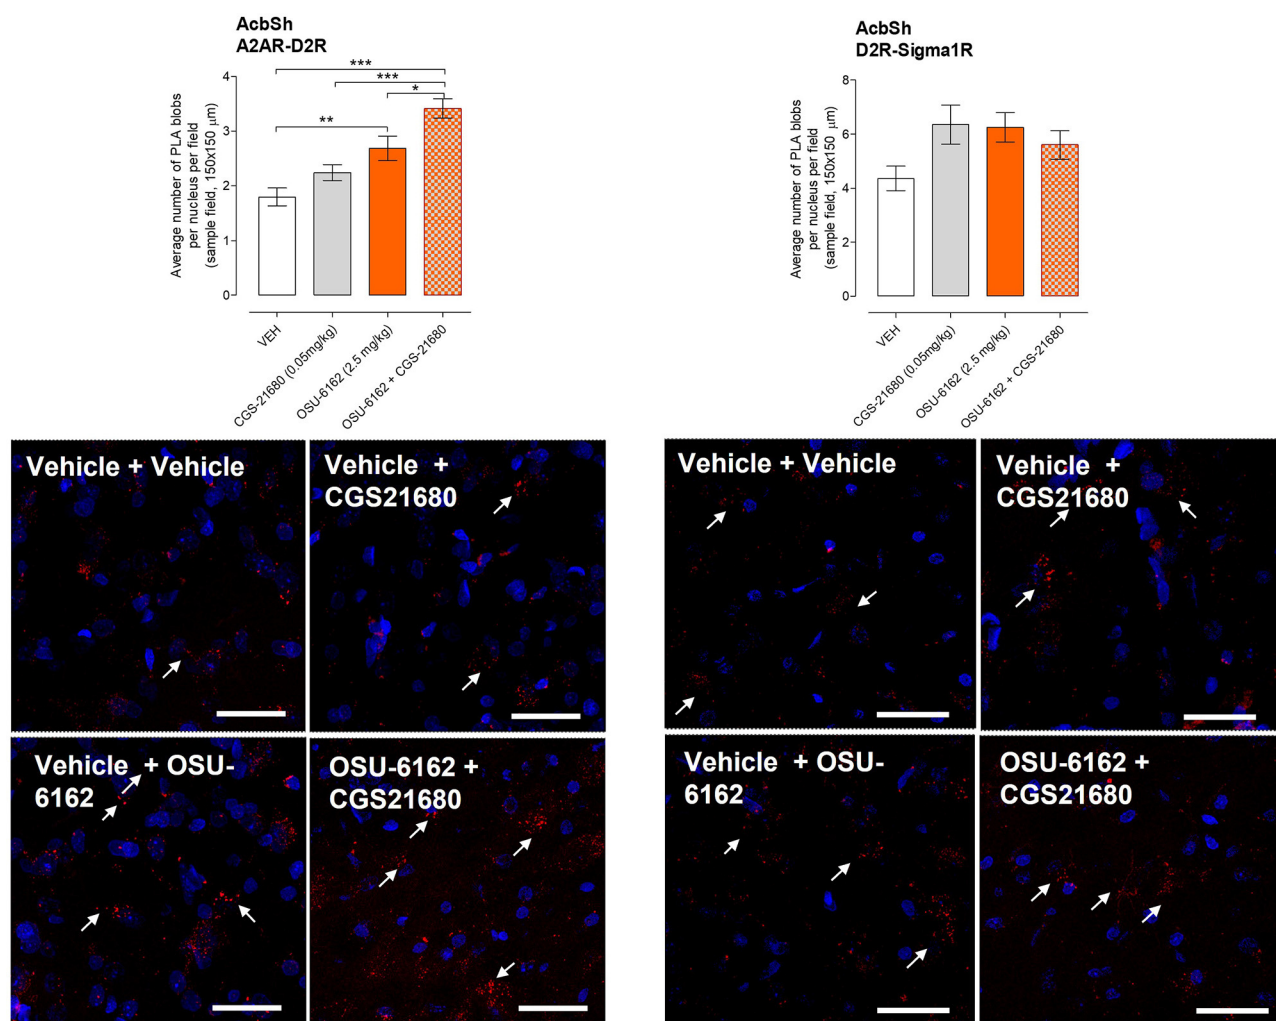 AcbSh
A2AR-D2R
***
***
*
**
4
3
2
1
0
Average number of PLA blobs
per nucleus per field
(sample field, 150x150 μm)
VEH
CGS-21680 (0.05mg/kg)
OSU-6162 (2.5 mg/kg)
OSU-6162 + CGS-21680
AcbSh
D2R-Sigma1R
8
6
4
2
0
Average number of PLA blobs
per nucleus per field
(sample field, 150x150 μm)
VEH
CGS-21680 (0.05mg/kg)
OSU-6162 (2.5 mg/kg)
OSU-6162 + CGS-21680
Vehicle + Vehicle
Vehicle +
CGS21680
Vehicle + OSU-
6162
OSU-6162 +
CGS21680
Vehicle + Vehicle
Vehicle +
CGS21680
Vehicle + OSU-
6162
OSU-6162 +
CGS21680